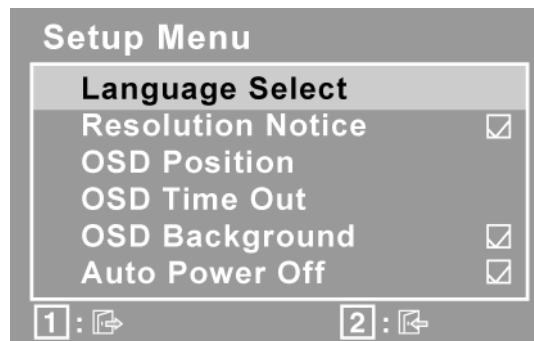 Setup Menu
Language Select
Resolution Notice
OSD Position
OSD Time Out
OSD Background
Auto Power Off
1 : 2 :